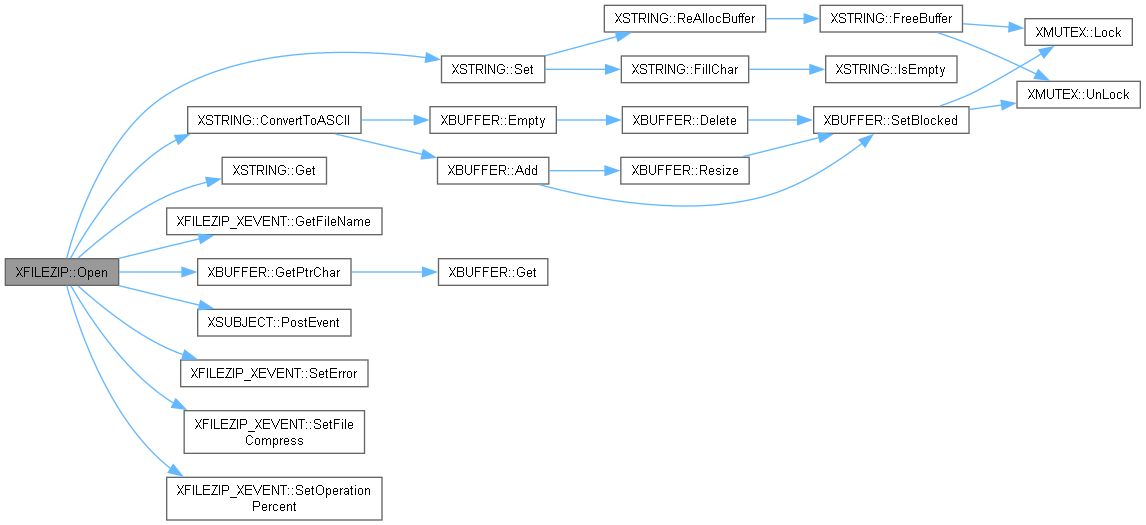 XSTRING::ReAllocBuffer
XSTRING::FreeBuffer
XMUTEX::Lock
XSTRING::Set
XSTRING::FillChar
XSTRING::IsEmpty
XMUTEX::UnLock
XSTRING::ConvertToASCII
XBUFFER::Empty
XBUFFER::Delete
XBUFFER::SetBlocked
XSTRING::Get
XBUFFER::Add
XBUFFER::Resize
XFILEZIP_XEVENT::GetFileName
XFILEZIP::Open
XBUFFER::GetPtrChar
XBUFFER::Get
XSUBJECT::PostEvent
XFILEZIP_XEVENT::SetError
XFILEZIP_XEVENT::SetFile
Compress
XFILEZIP_XEVENT::SetOperation
Percent